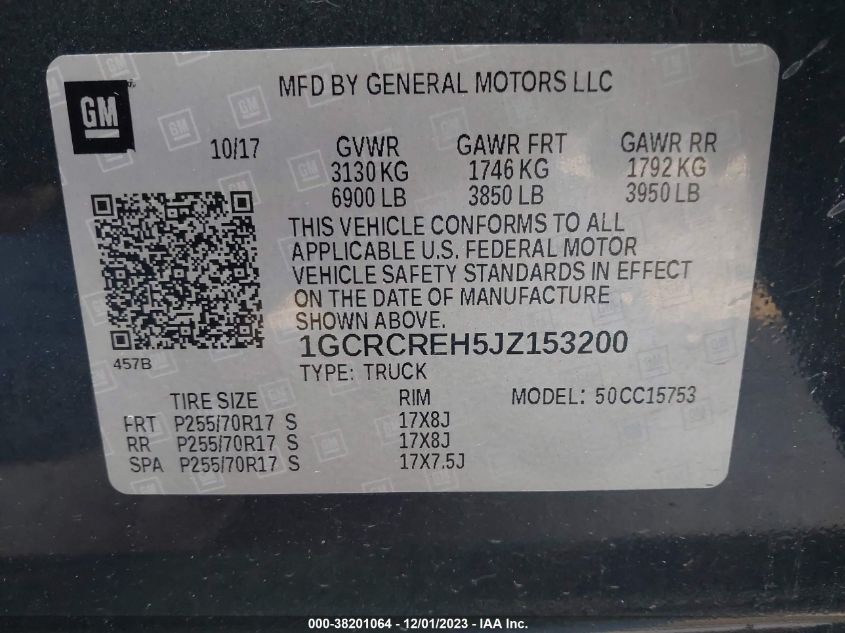 GM
MFD BY GENERAL MOTORS LLC
10/17 GVWR GAWR FRT GAWR RR
3130 KG 1746 KG 1792 KG
6900 LB 3850 LB 3950 LB
THIS VEHICLE CONFORMS TO ALL
APPLICABLE U.S. FEDERAL MOTOR
VEHICLE SAFETY STANDARDS IN EFFECT
ON THE DATE OF MANUFACTURE
SHOWN ABOVE.
1GCRCREH5JZ153200
457B
TYPE: TRUCK
TIRE SIZE RIM MODEL: 50CC15753
FRT P255/70R17 S 17X8J
RR P255/70R17 S 17X8J
SPA P255/70R17 S 17X7.5J
000-38201064 - 12/01/2023 - IAA Inc.